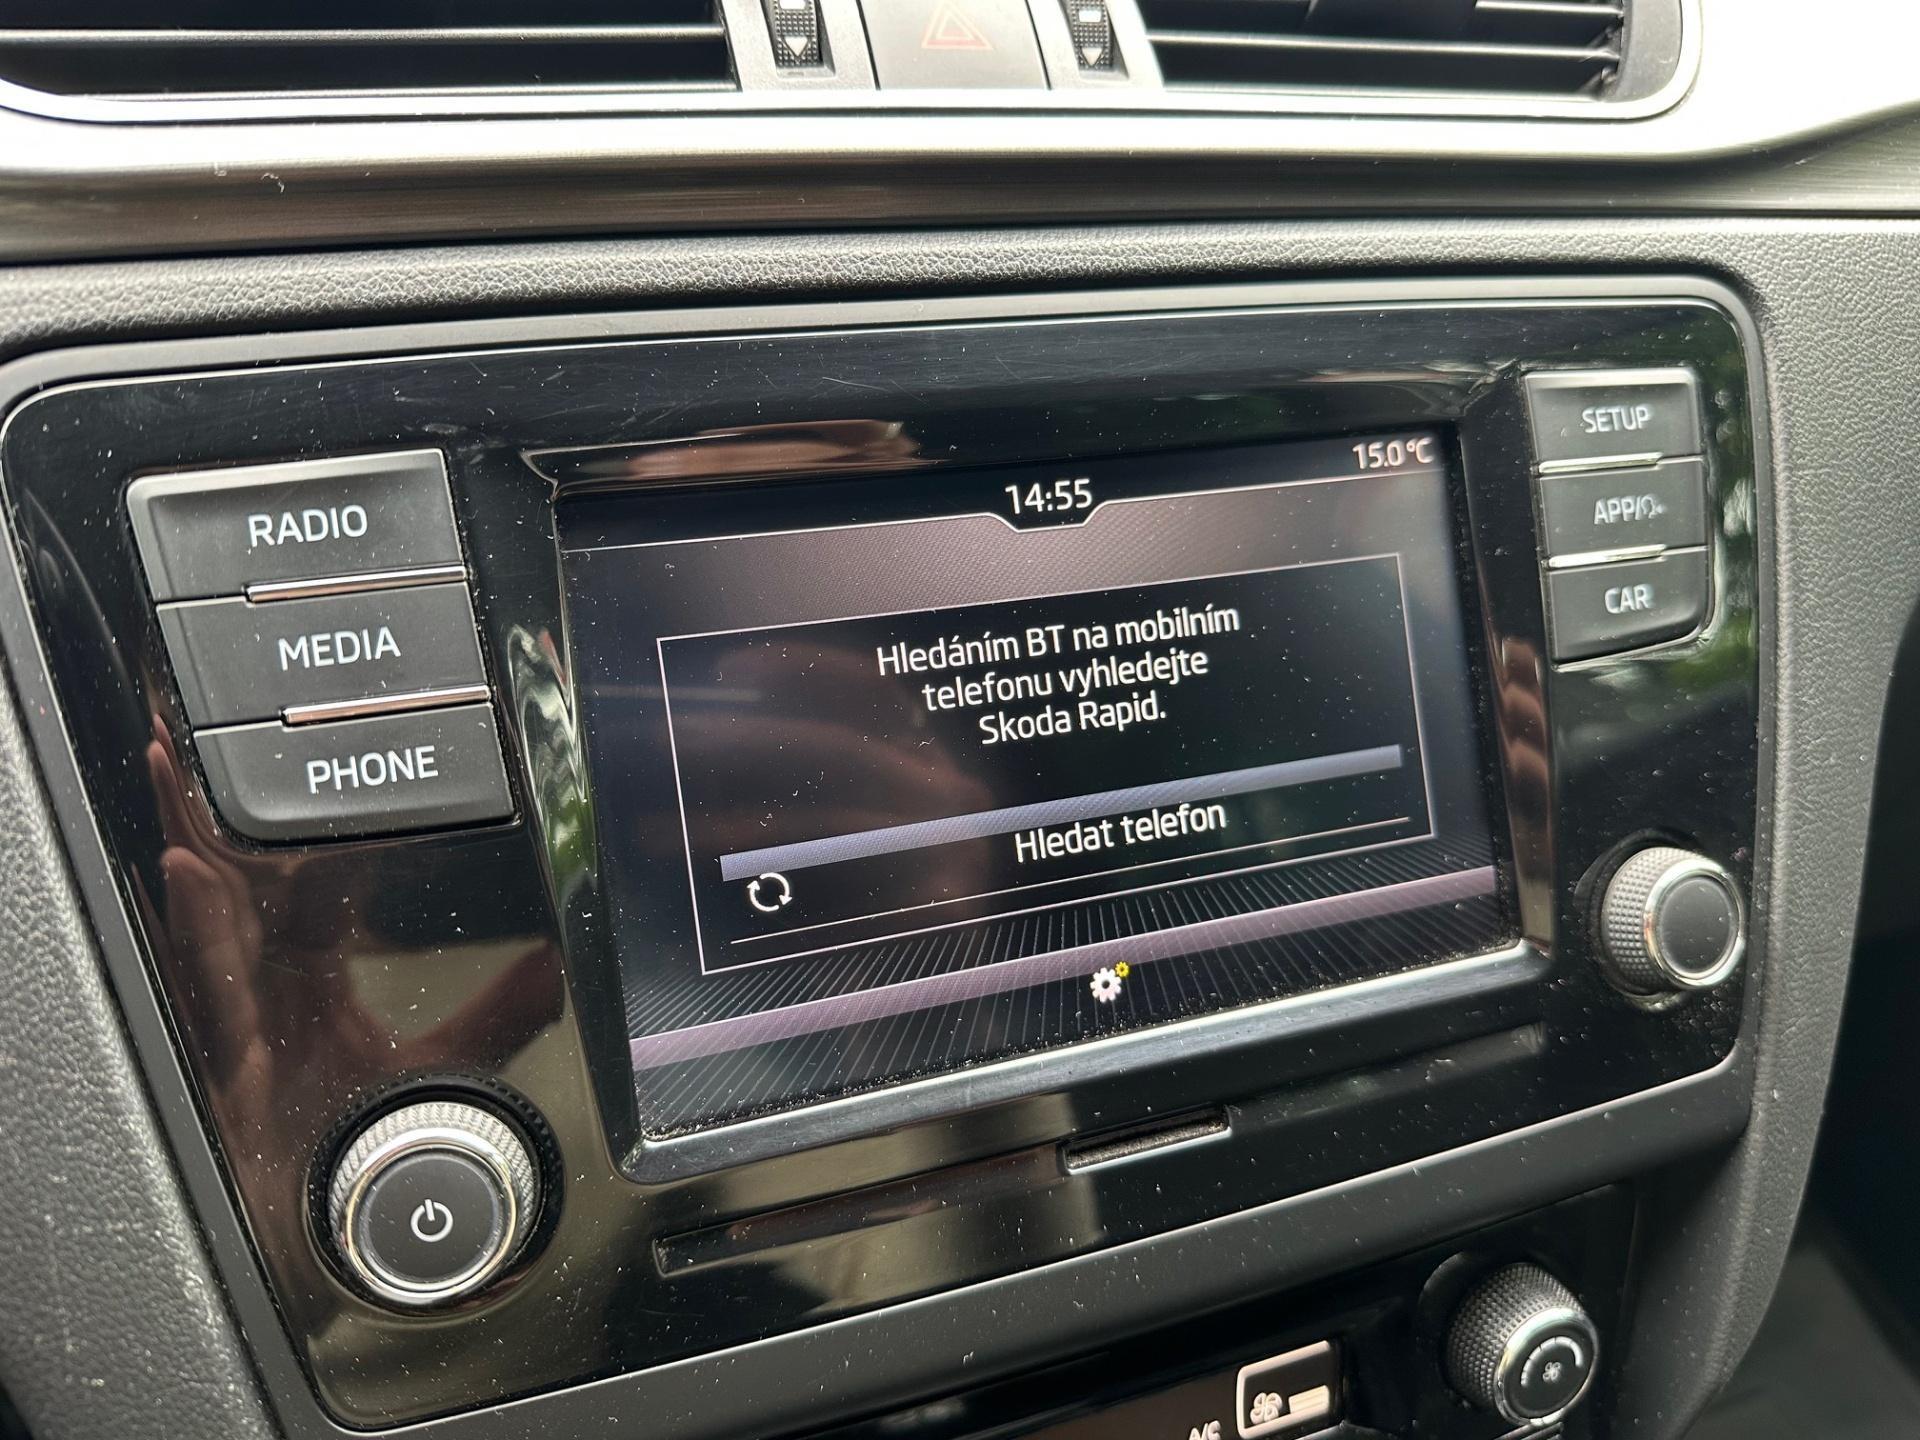 RADIO
MEDIA
PHONE
14:55
15.0°C
Hledáním BT na mobilním
telefonu vyhledejte
Skoda Rapid.
Hledat telefon
SETUP
APP/
CAR
A/C